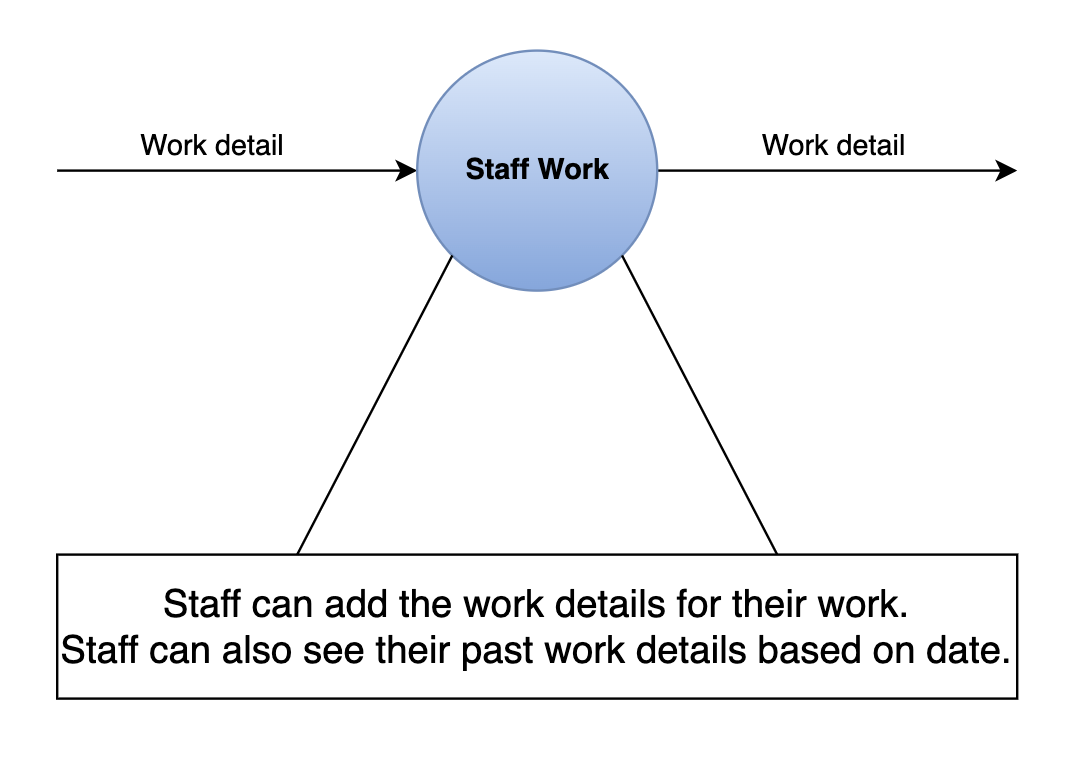 Work detail
Staff Work
Work detail
Staff can add the work details for their work.
Staff can also see their past work details based on date.